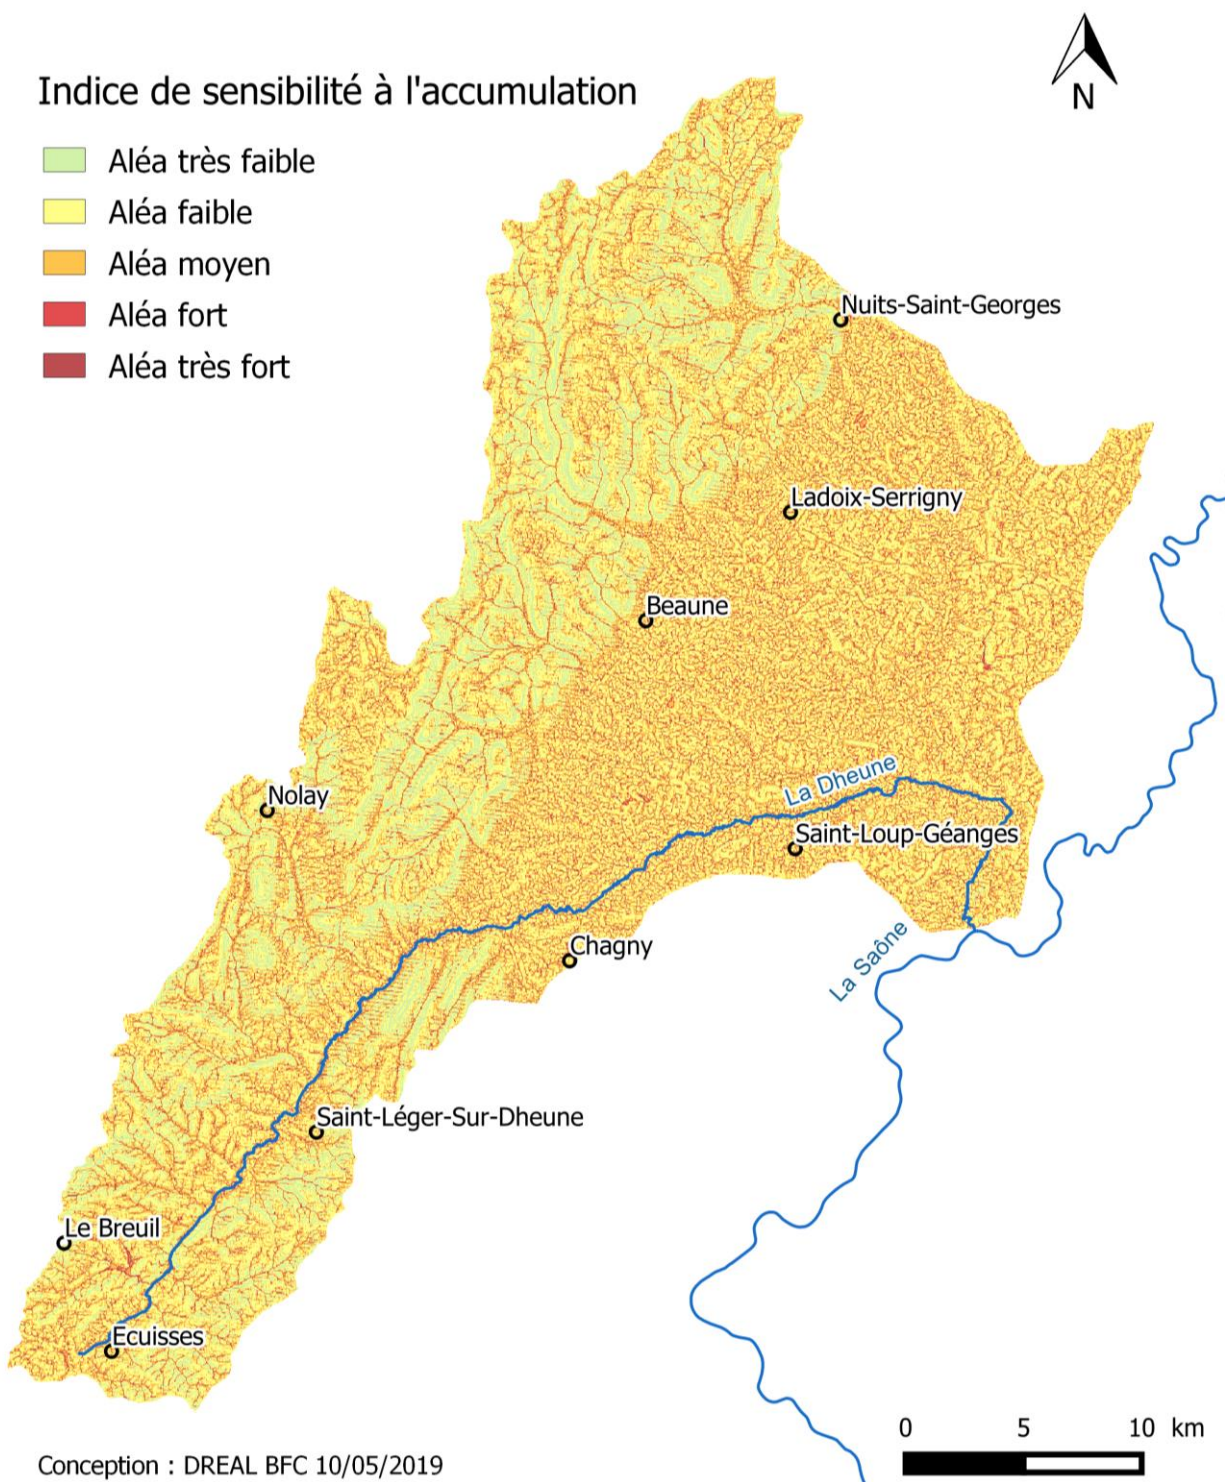 N
Indice de sensibilité à l'accumulation
Aléa très faible
Aléa faible
Aléa moyen
Aléa fort
Aléa très fort
Nuits-Saint-Georges
Ladoix-Serrigny
Beaune
La Dheune
Nolay
Saint-Loup-Géanges
Chagny
La Saône
Saint-Léger-Sur-Dheune
Le Breuil
Ecuisses
0 5 10 km
Conception : DREAL BFC 10/05/2019